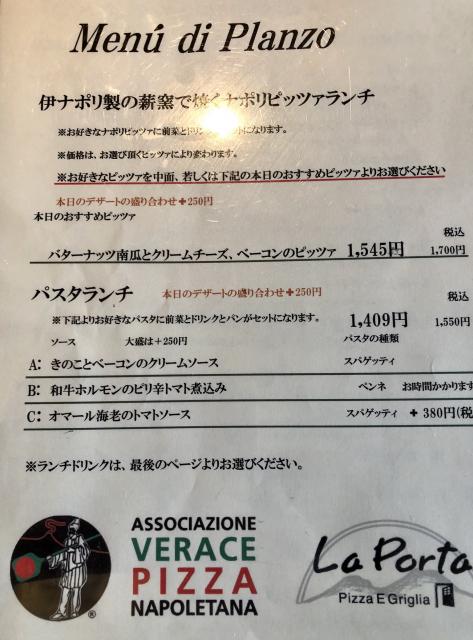 Menú di Planzo
伊ナポリ製の薪窯で焼くナポリピッツァランチ
※お好きなナポリピッツァに前菜とドリンクセットになります。
※価格は、お選び頂くピッツァにより変わります。
※お好きなピッツァを中面、若しくは下記の本日のおすすめピッツァよりお選びください
本日のデザートの盛り合わせ+250円
本日のおすすめピッツァ
税込
バターナッツ南瓜とクリームチーズ、ベーコンのピッツァ 1,545円 1,700円
パスタランチ 本日のデザートの盛り合わせ+250円 税込
※下記よりお好きなパスタに前菜とドリンクとパンがセットになります。 1,409円 1,550円
ソース 大盛は+250円 パスタの種類
A: きのことベーコンのクリームソース スパゲッティ
B: 和牛ホルモンのピリ辛トマト煮込み ペンネ お時間かかります
C: オマール海老のトマトソース スパゲッティ +380円(税
※ランチドリンクは、最後のページよりお選びください。
ASSOCIAZIONE
VERACE
PIZZA
NAPOLETANA
®
La Porta
Pizza E Griglia